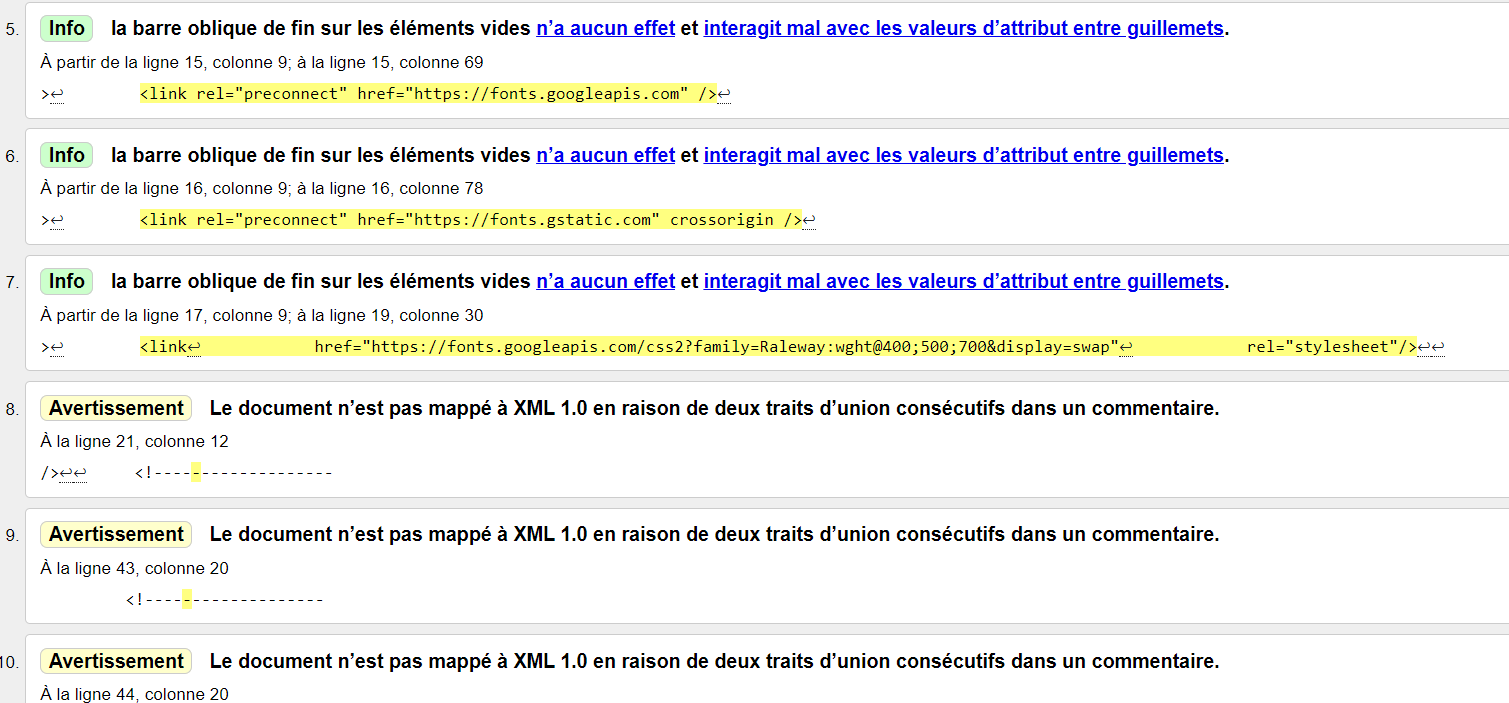 5. Info la barre oblique de fin sur les éléments vides n’a aucun effet et interagit mal avec les valeurs d’attribut entre guillemets.
À partir de la ligne 15, colonne 9; à la ligne 15, colonne 69
>↩ <link rel="preconnect" href="https://fonts.googleapis.com" />↩
6. Info la barre oblique de fin sur les éléments vides n’a aucun effet et interagit mal avec les valeurs d’attribut entre guillemets.
À partir de la ligne 16, colonne 9; à la ligne 16, colonne 78
>↩ <link rel="preconnect" href="https://fonts.gstatic.com" crossorigin />↩
7. Info la barre oblique de fin sur les éléments vides n’a aucun effet et interagit mal avec les valeurs d’attribut entre guillemets.
À partir de la ligne 17, colonne 9; à la ligne 19, colonne 30
>↩ <link↩ href="https://fonts.googleapis.com/css2?family=Raleway:wght@400;500;700&display=swap"↩ rel="stylesheet"/>↩↩
8. Avertissement Le document n’est pas mappé à XML 1.0 en raison de deux traits d’union consécutifs dans un commentaire.
À la ligne 21, colonne 12
/>↩↩ <!-------------------
9. Avertissement Le document n’est pas mappé à XML 1.0 en raison de deux traits d’union consécutifs dans un commentaire.
À la ligne 43, colonne 20
<!-------------------
10. Avertissement Le document n’est pas mappé à XML 1.0 en raison de deux traits d’union consécutifs dans un commentaire.
À la ligne 44, colonne 20